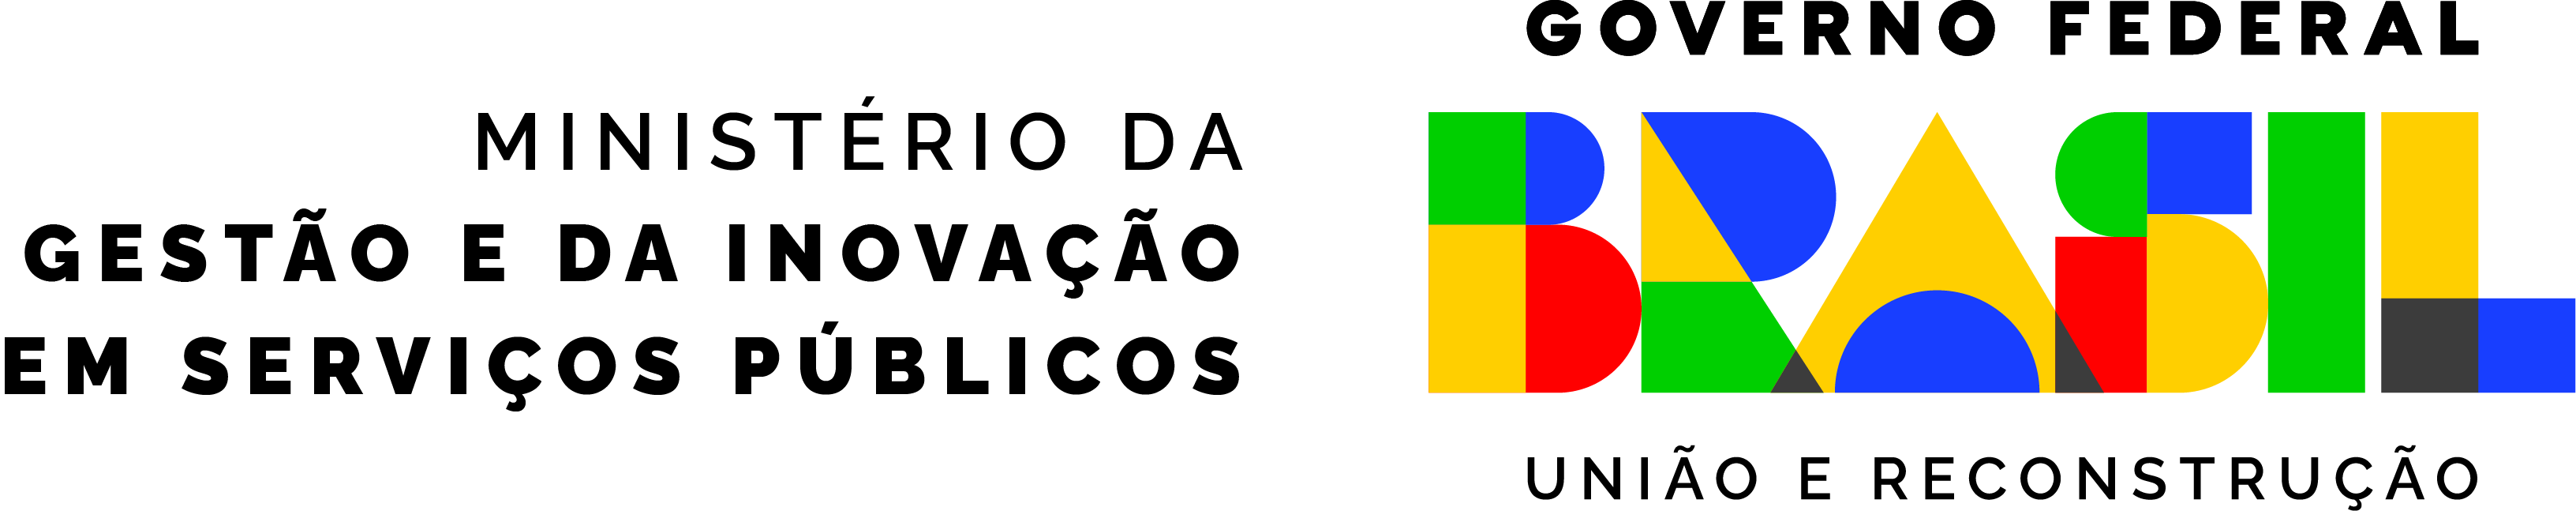 MINISTÉRIO DA
GESTÃO E DA INOVAÇÃO
EM SERVIÇOS PÚBLICOS
GOVERNO FEDERAL
BRASIL
UNIÃO E RECONSTRUÇÃO